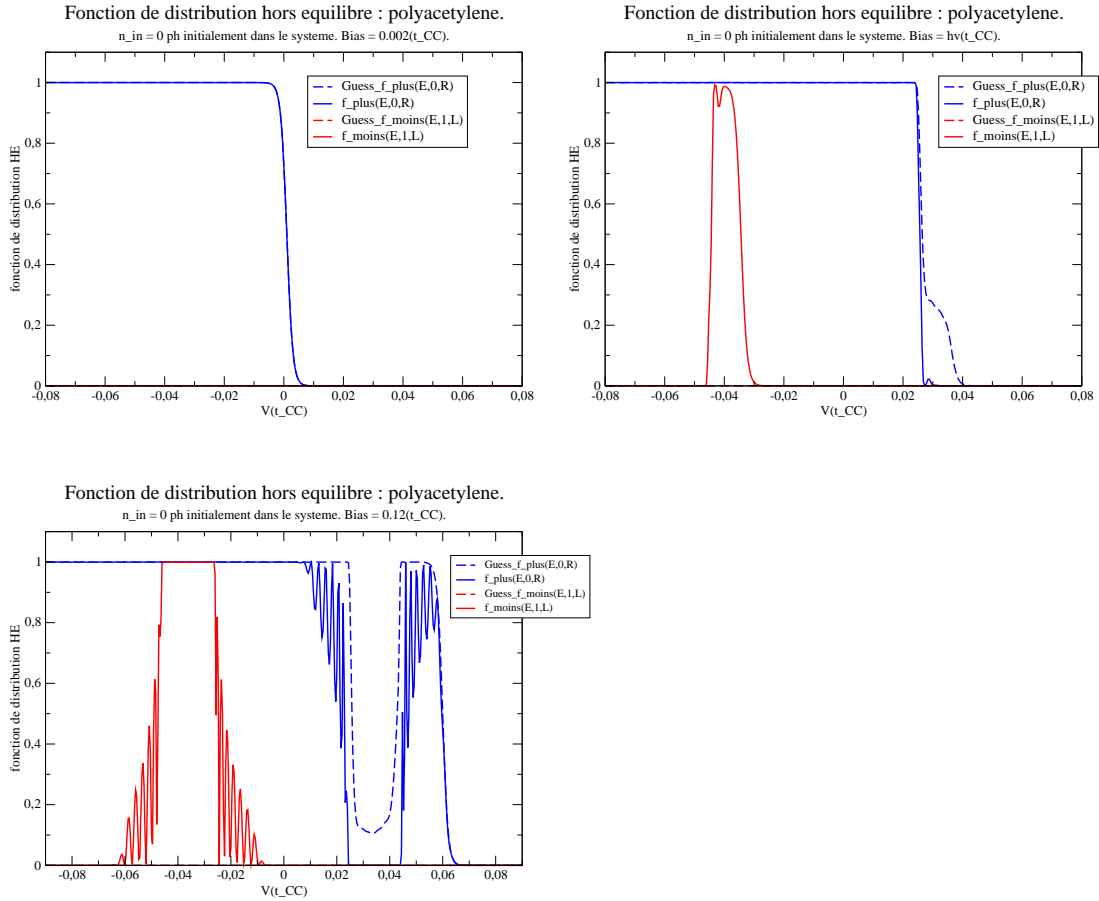 Fonction de distribution hors equilibre : polyacetylene.
n_in = 0 ph initialement dans le systeme. Bias = 0.002(t_CC).
Guess_f_plus(E,0,R)
f_plus(E,0,R)
Guess_f_moins(E,1,L)
f_moins(E,1,L)
fonction de distribution HE
1
0,8
0,6
0,4
0,2
0
-0,08 -0,06 -0,04 -0,02 0 0,02 0,04 0,06 0,08
V(t_CC)
Fonction de distribution hors equilibre : polyacetylene.
n_in = 0 ph initialement dans le systeme. Bias = hv(t_CC).
Guess_f_plus(E,0,R)
f_plus(E,0,R)
Guess_f_moins(E,1,L)
f_moins(E,1,L)
fonction de distribution HE
1
0,8
0,6
0,4
0,2
0
-0,08 -0,06 -0,04 -0,02 0 0,02 0,04 0,06 0,08
V(t_CC)
Fonction de distribution hors equilibre : polyacetylene.
n_in = 0 ph initialement dans le systeme. Bias = 0.12(t_CC).
Guess_f_plus(E,0,R)
f_plus(E,0,R)
Guess_f_moins(E,1,L)
f_moins(E,1,L)
fonction de distribution HE
1
0,8
0,6
0,4
0,2
0
-0,08 -0,06 -0,04 -0,02 0 0,02 0,04 0,06 0,08
V(t_CC)